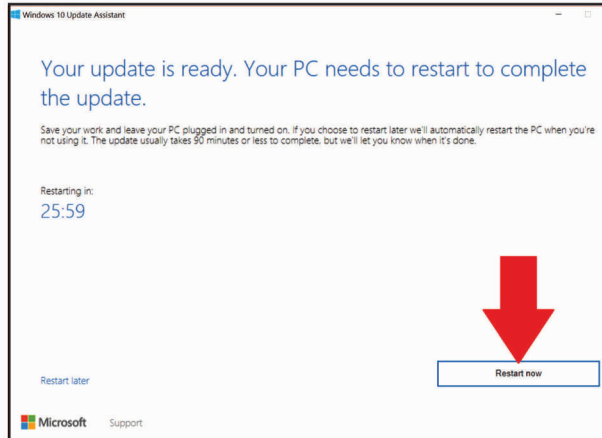 Windows 10 Update Assistant
Your update is ready. Your PC needs to restart to complete
the update.
Save your work and leave your PC plugged in and turned on. If you choose to restart later we'll automatically restart the PC when you're
not using it. The update usually takes 90 minutes or less to complete, but we'll let you know when it's done.
Restarting in:
25:59
Restart now
Restart later
Microsoft Support